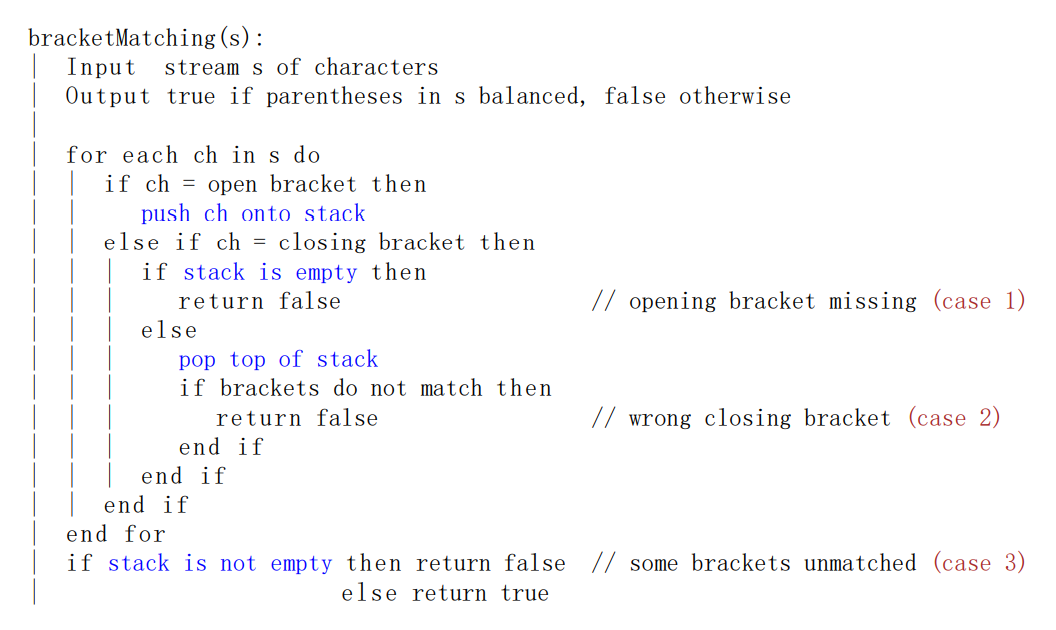 bracketMatching(s):
Input stream s of characters
Output true if parentheses in s balanced, false otherwise
for each ch in s do
if ch = open bracket then
push ch onto stack
else if ch = closing bracket then
if stack is empty then
return false // opening bracket missing (case 1)
else
pop top of stack
if brackets do not match then
return false // wrong closing bracket (case 2)
end if
end if
end if
end for
if stack is not empty then return false // some brackets unmatched (case 3)
else return true